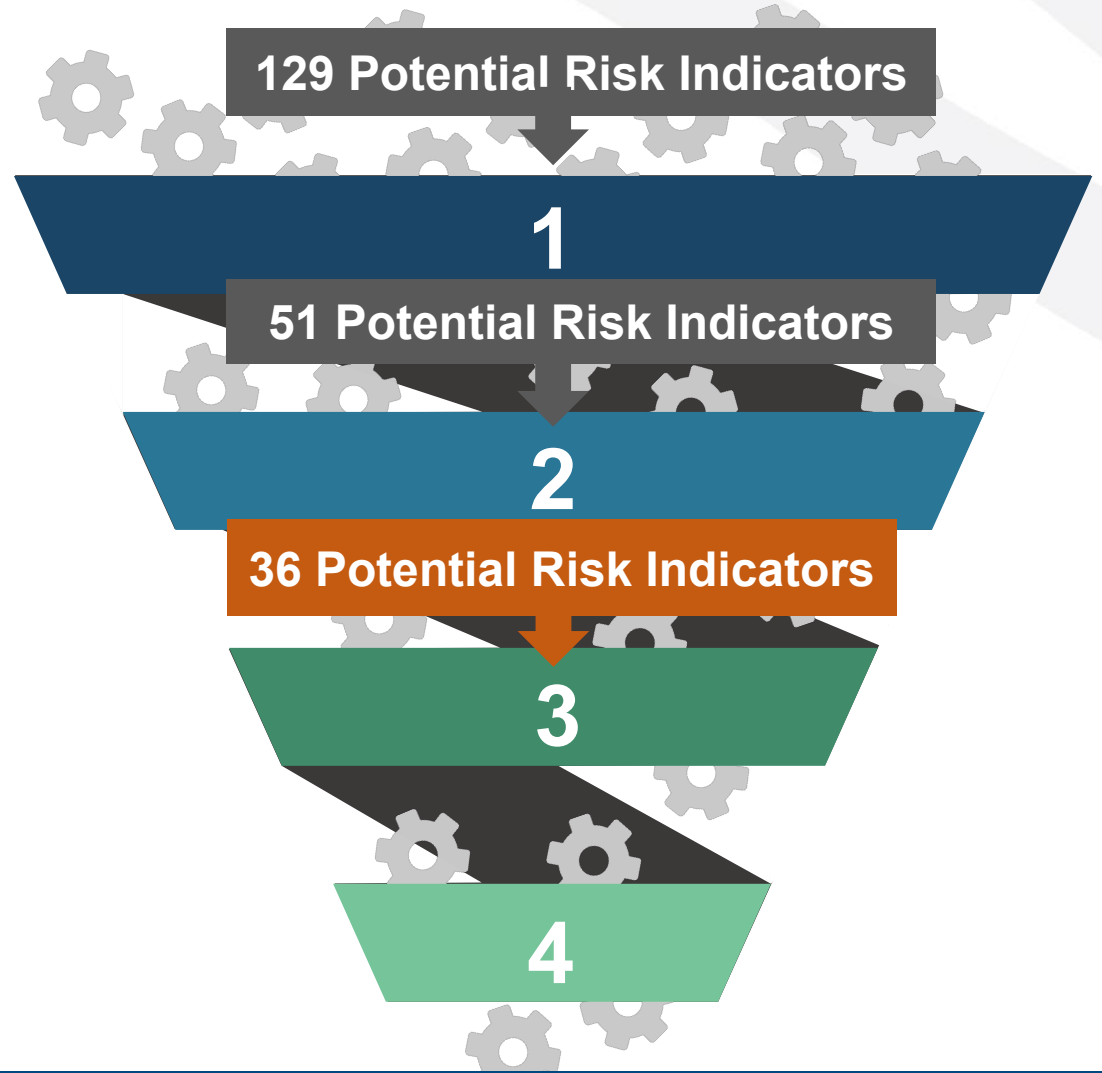 129 Potential Risk Indicators
1
51 Potential Risk Indicators
2
36 Potential Risk Indicators
3
4